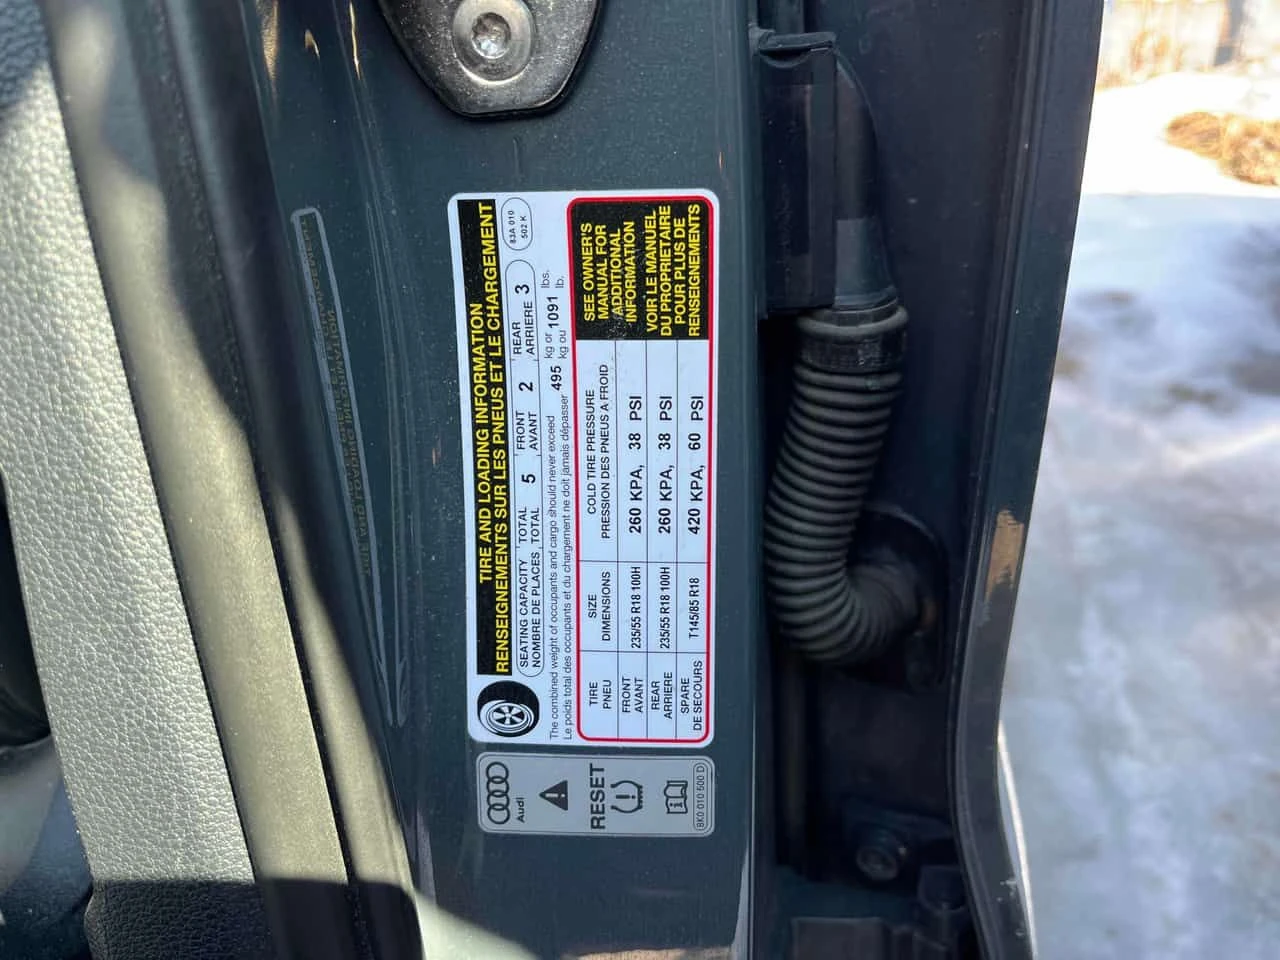 TIRE AND LOADING INFORMATION
RENSEIGNEMENTS SUR LES PNEUS ET LE CHARGEMENT
SEATING CAPACITY TOTAL 5 FRONT 2 REAR 3
NOMBRE DE PLACES TOTAL AVANT ARRIERE
83A 010
502 K
The combined weight of occupants and cargo should never exceed 495 kg or 1091 lbs.
Le poids total des occupants et du chargement ne doit jamais dépasser kg ou lb.
TIRE SIZE COLD TIRE PRESSURE
PNEU DIMENSIONS PRESSION DES PNEUS A FROID
FRONT
AVANT 235/55 R18 100H 260 KPA, 38 PSI
REAR
ARRIERE 235/55 R18 100H 260 KPA, 38 PSI
SPARE
DE SECOURS T145/85 R18 420 KPA, 60 PSI
SEE OWNER'S
MANUAL FOR
ADDITIONAL
INFORMATION
VOIR LE MANUEL
DU PROPRIETAIRE
POUR PLUS DE
RENSEIGNEMENTS
Audi
RESET
8K0 010 500 D